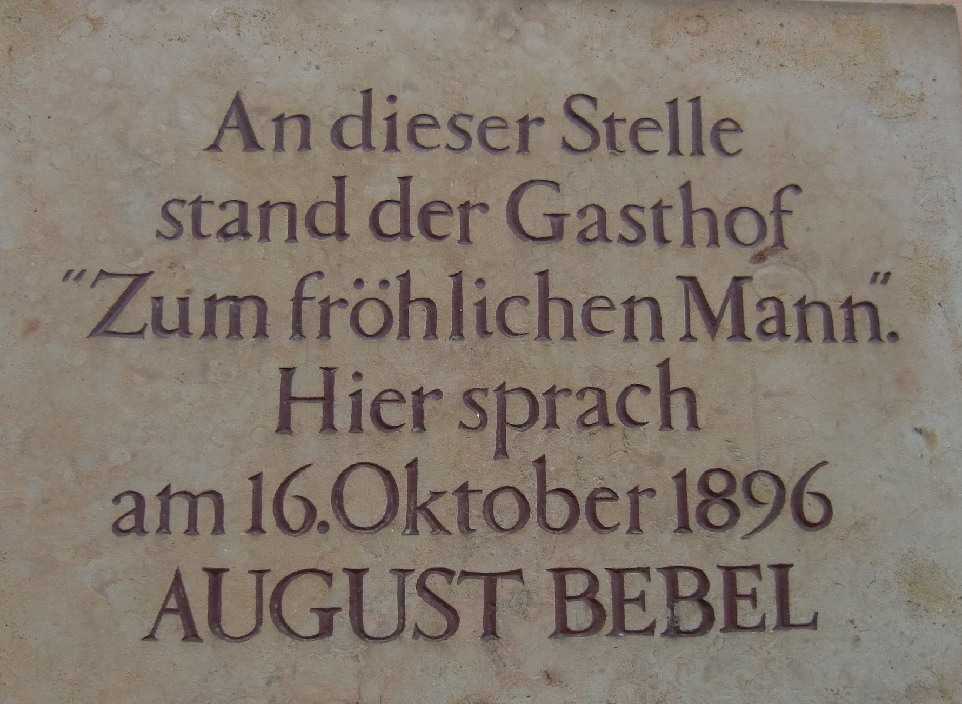 An dieser Stelle
stand der Gasthof
"Zum fröhlichen Mann".
Hier sprach
am 16.Oktober 1896
AUGUST BEBEL